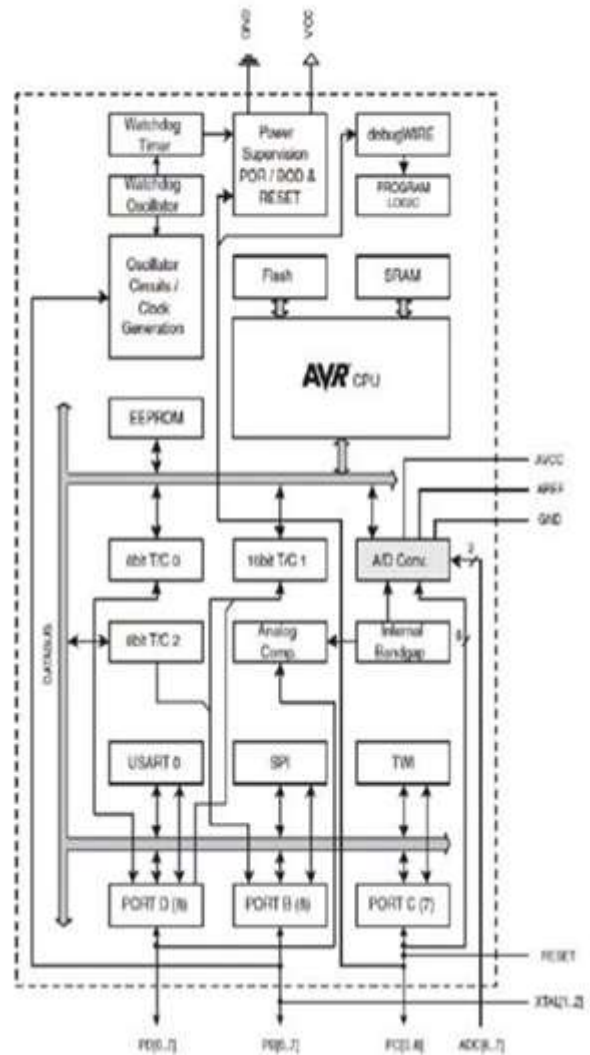 GND
VCC
Watchdog
Timer
Power
Supervision
POR / BOD &
RESET
debugWIRE
Watchdog
Oscillator
PROGRAM
LOGIC
Oscillator
Circuits /
Clock
Generation
Flash
SRAM
AVR CPU
EEPROM
AVCC
AREF
GND
8bit T/C 0
16bit T/C 1
A/D Conv.
2
DATABUS
8bit T/C 2
Analog
Comp.
Internal
Bandgap
6
USART 0
SPI
TWI
PORT D (8)
PORT B (8)
PORT C (7)
RESET
XTAL[1..2]
PD[0..7]
PB[0..7]
PC[0..6]
ADC[6..7]